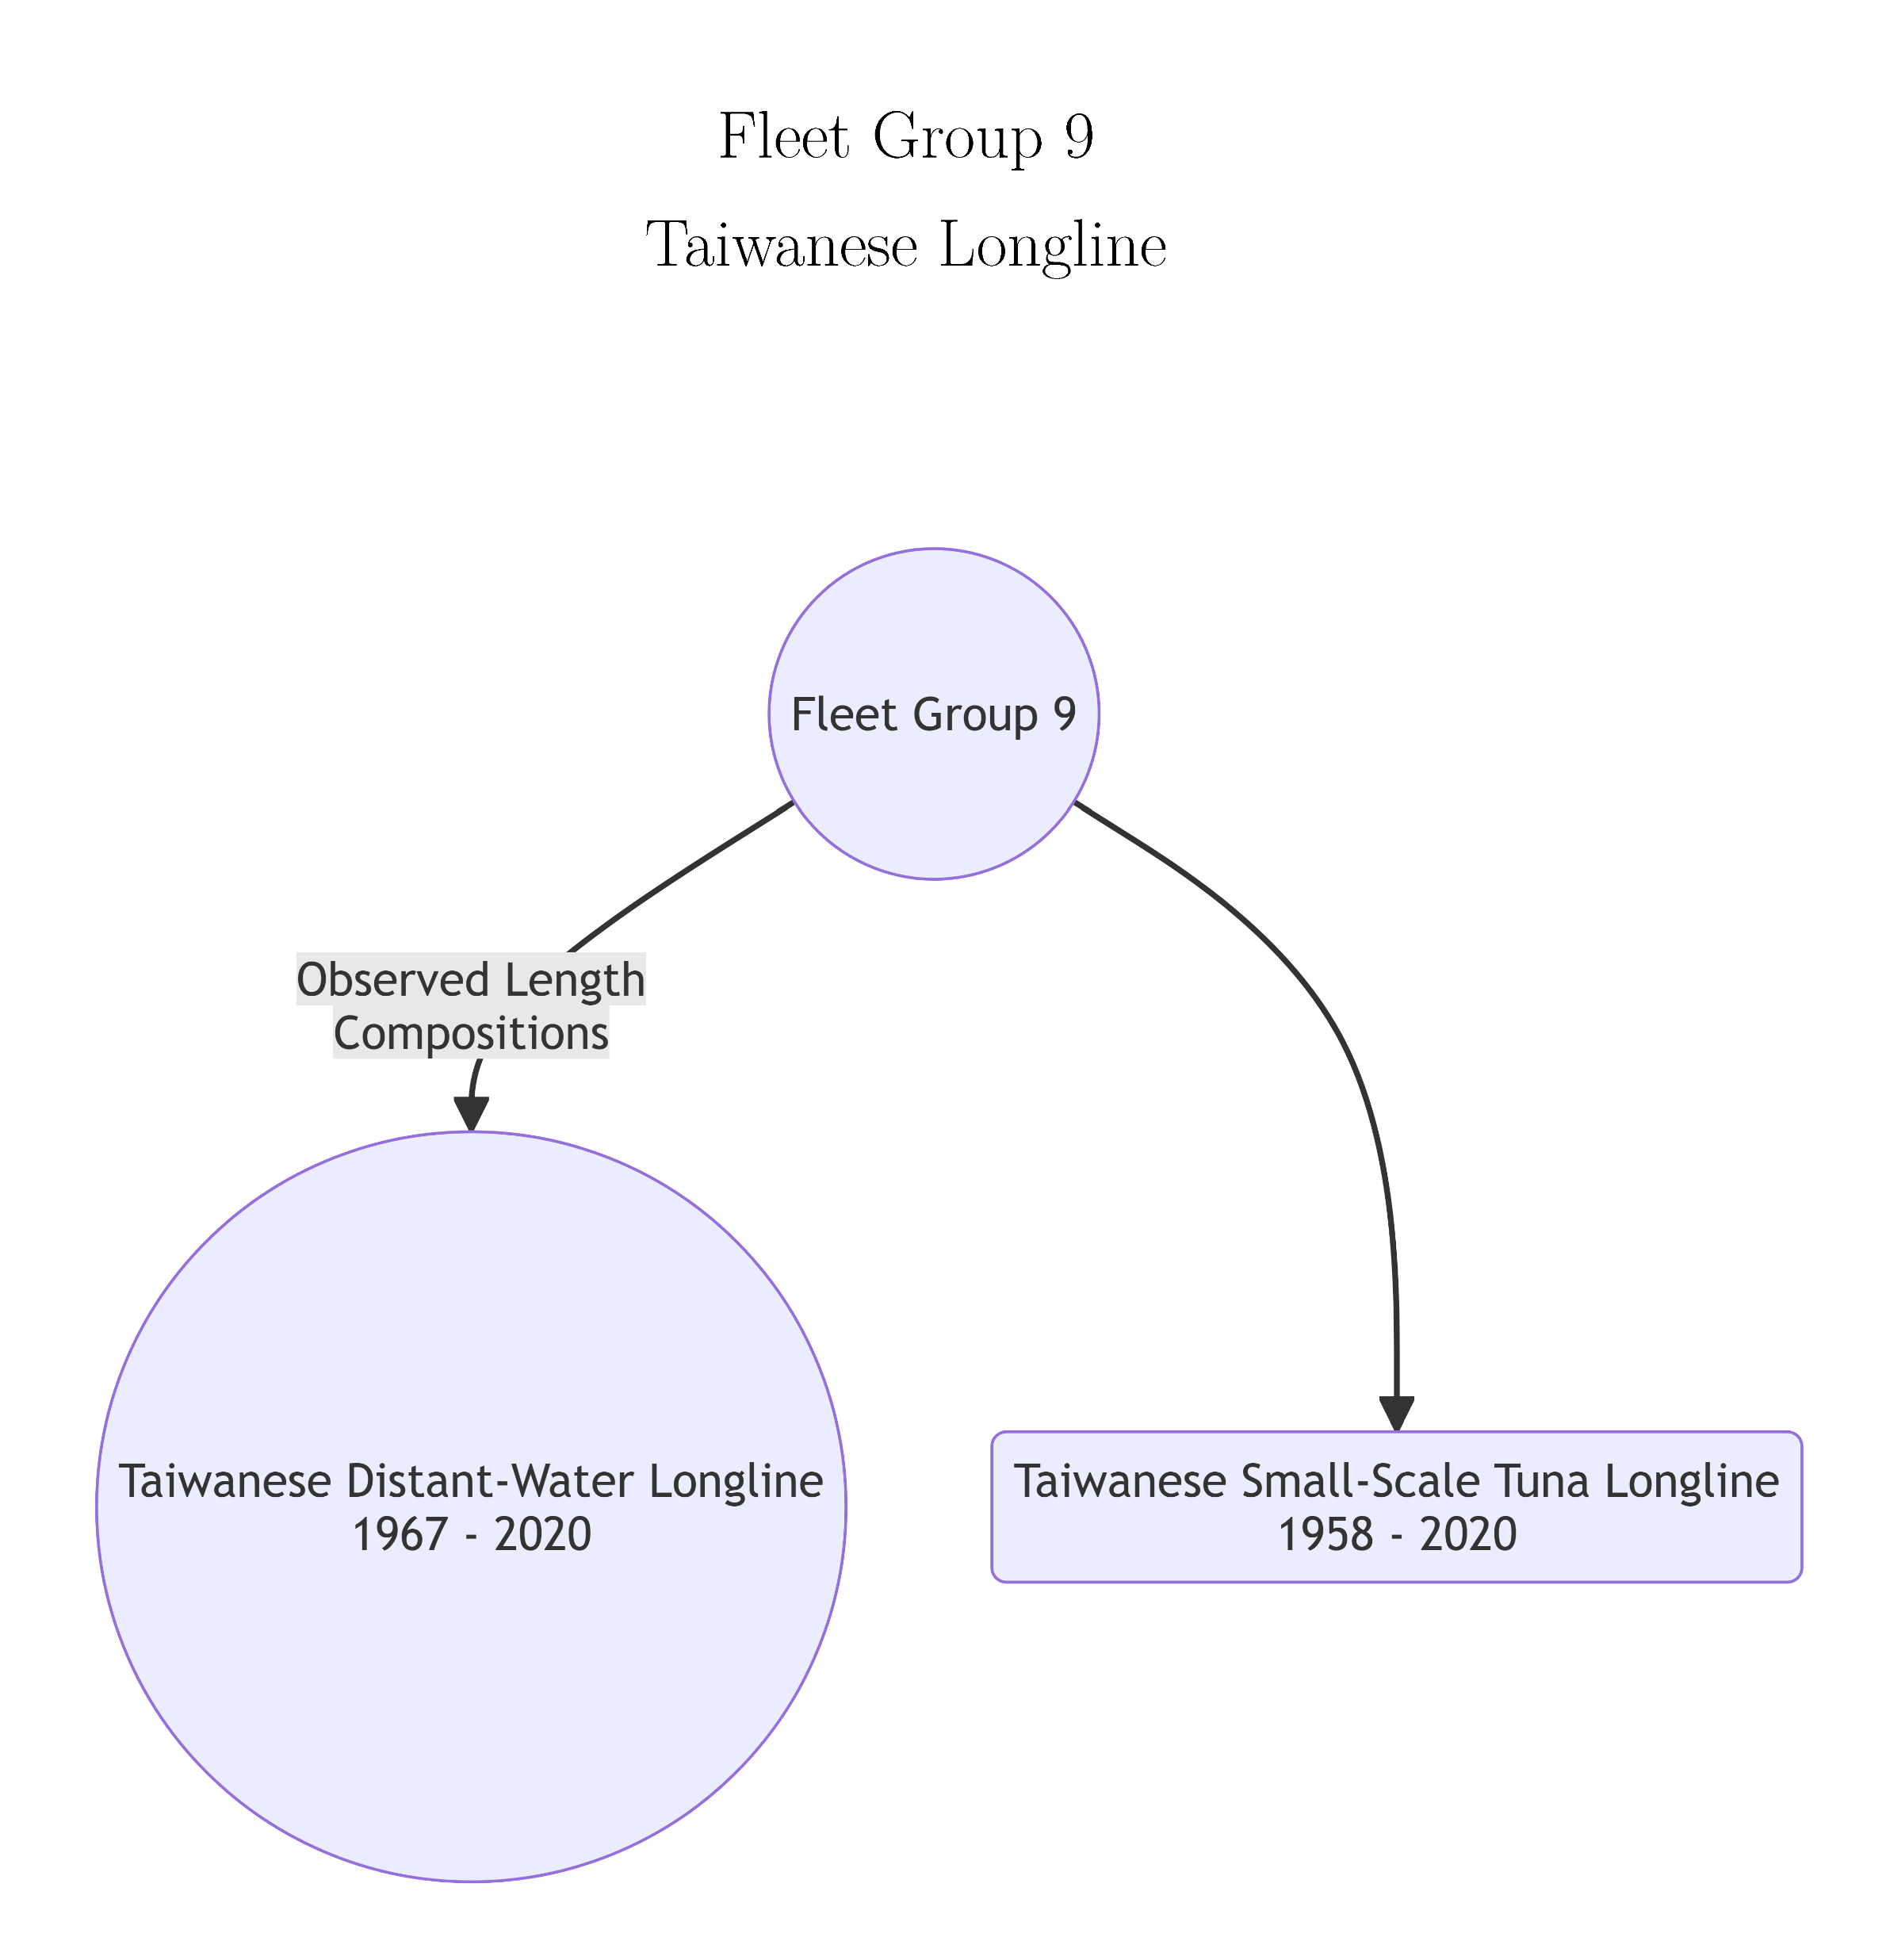 Fleet Group 9
Taiwanese Longline
Fleet Group 9
Observed Length
Compositions
Taiwanese Distant-Water Longline
1967 - 2020
Taiwanese Small-Scale Tuna Longline
1958 - 2020